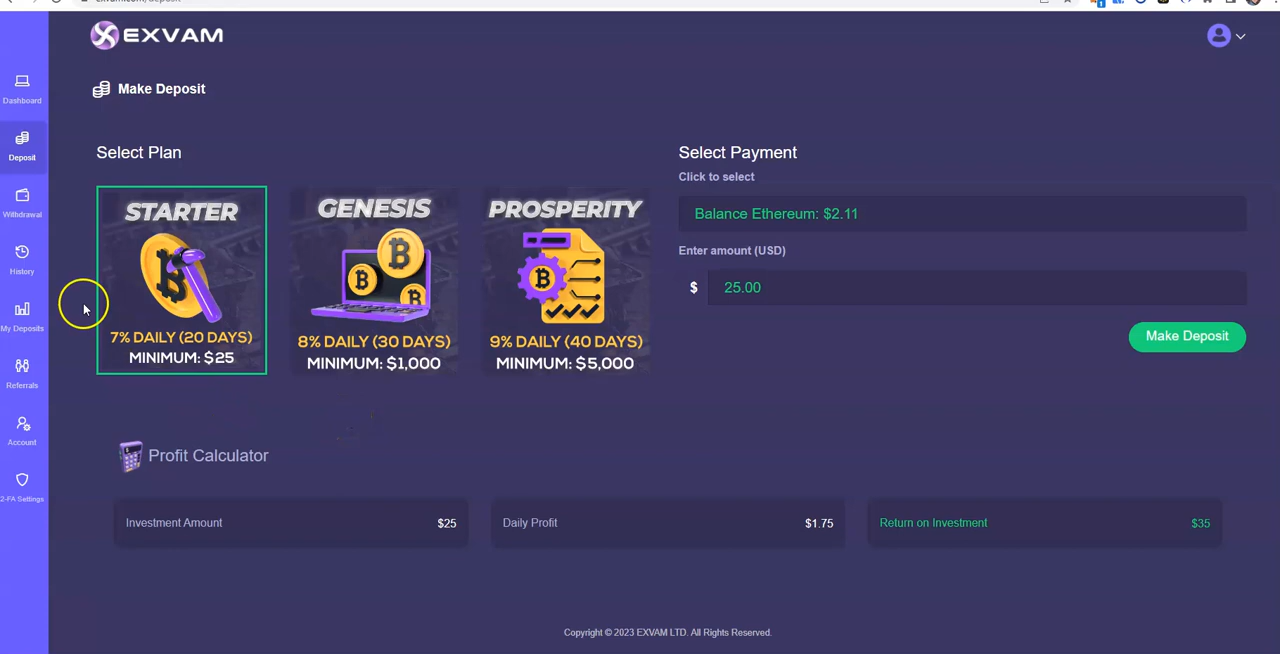 EXVAM
Make Deposit
Dashboard
Deposit
Willdrawal
History
My Deposits
Referrals
Account
2-FA Settings
Select Plan
STARTER
7% DAILY (20 DAYS)
MINIMUM: $25
GENESIS
8% DAILY (30 DAYS)
MINIMUM: $1,000
PROSPERITY
9% DAILY (40 DAYS)
MINIMUM: $5,000
Select Payment
Click to select
Balance Ethereum: $2.11
Enter amount (USD)
$ 25.00
Make Deposit
Profit Calculator
Investment Amount $25
Daily Profit $1.75
Return on Investment $35
Copyright © 2023 EXVAM LTD. All Rights Reserved.